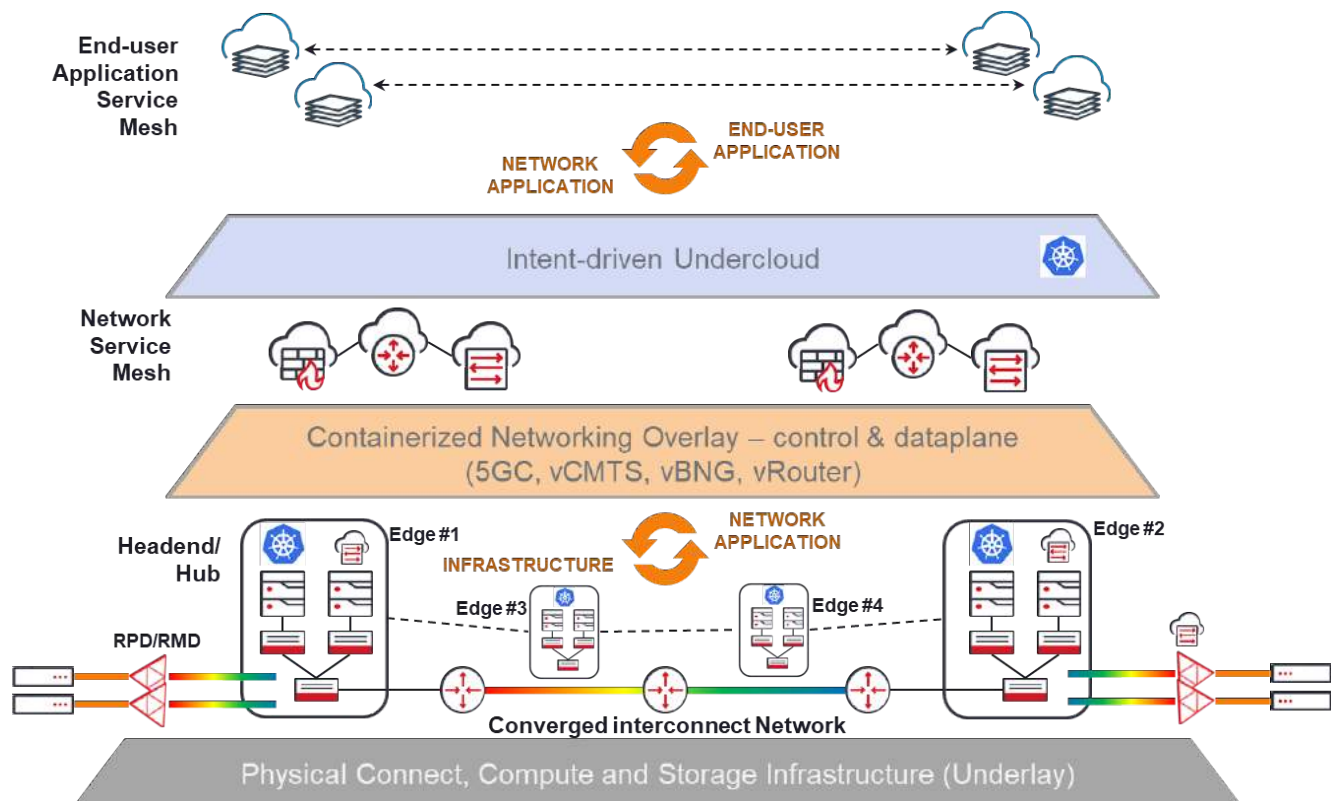 End-user
Application
Service
Mesh
END-USER
APPLICATION
NETWORK
APPLICATION
Intent-driven Undercloud
Network
Service
Mesh
Containerized Networking Overlay – control & dataplane
(5GC, vCMTS, vBNG, vRouter)
Headend/
Hub
Edge #1
NETWORK
APPLICATION
INFRASTRUCTURE
Edge #2
Edge #3
Edge #4
RPD/RMD
Converged interconnect Network
Physical Connect, Compute and Storage Infrastructure (Underlay)